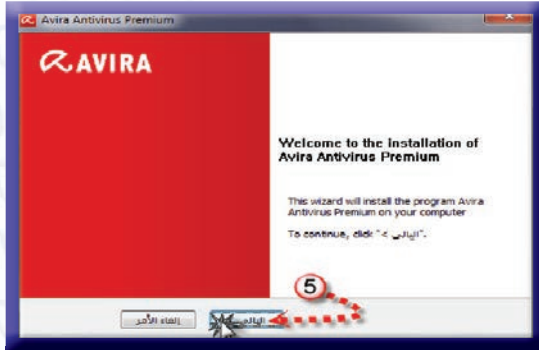 Avira Antivirus Premium
AVIRA
Welcome to the Installation of
Avira Antivirus Premium
This wizard will install the program Avira
Antivirus Premium on your computer
To continue, click "التالي >".
5
التالي
إلغاء الأمر